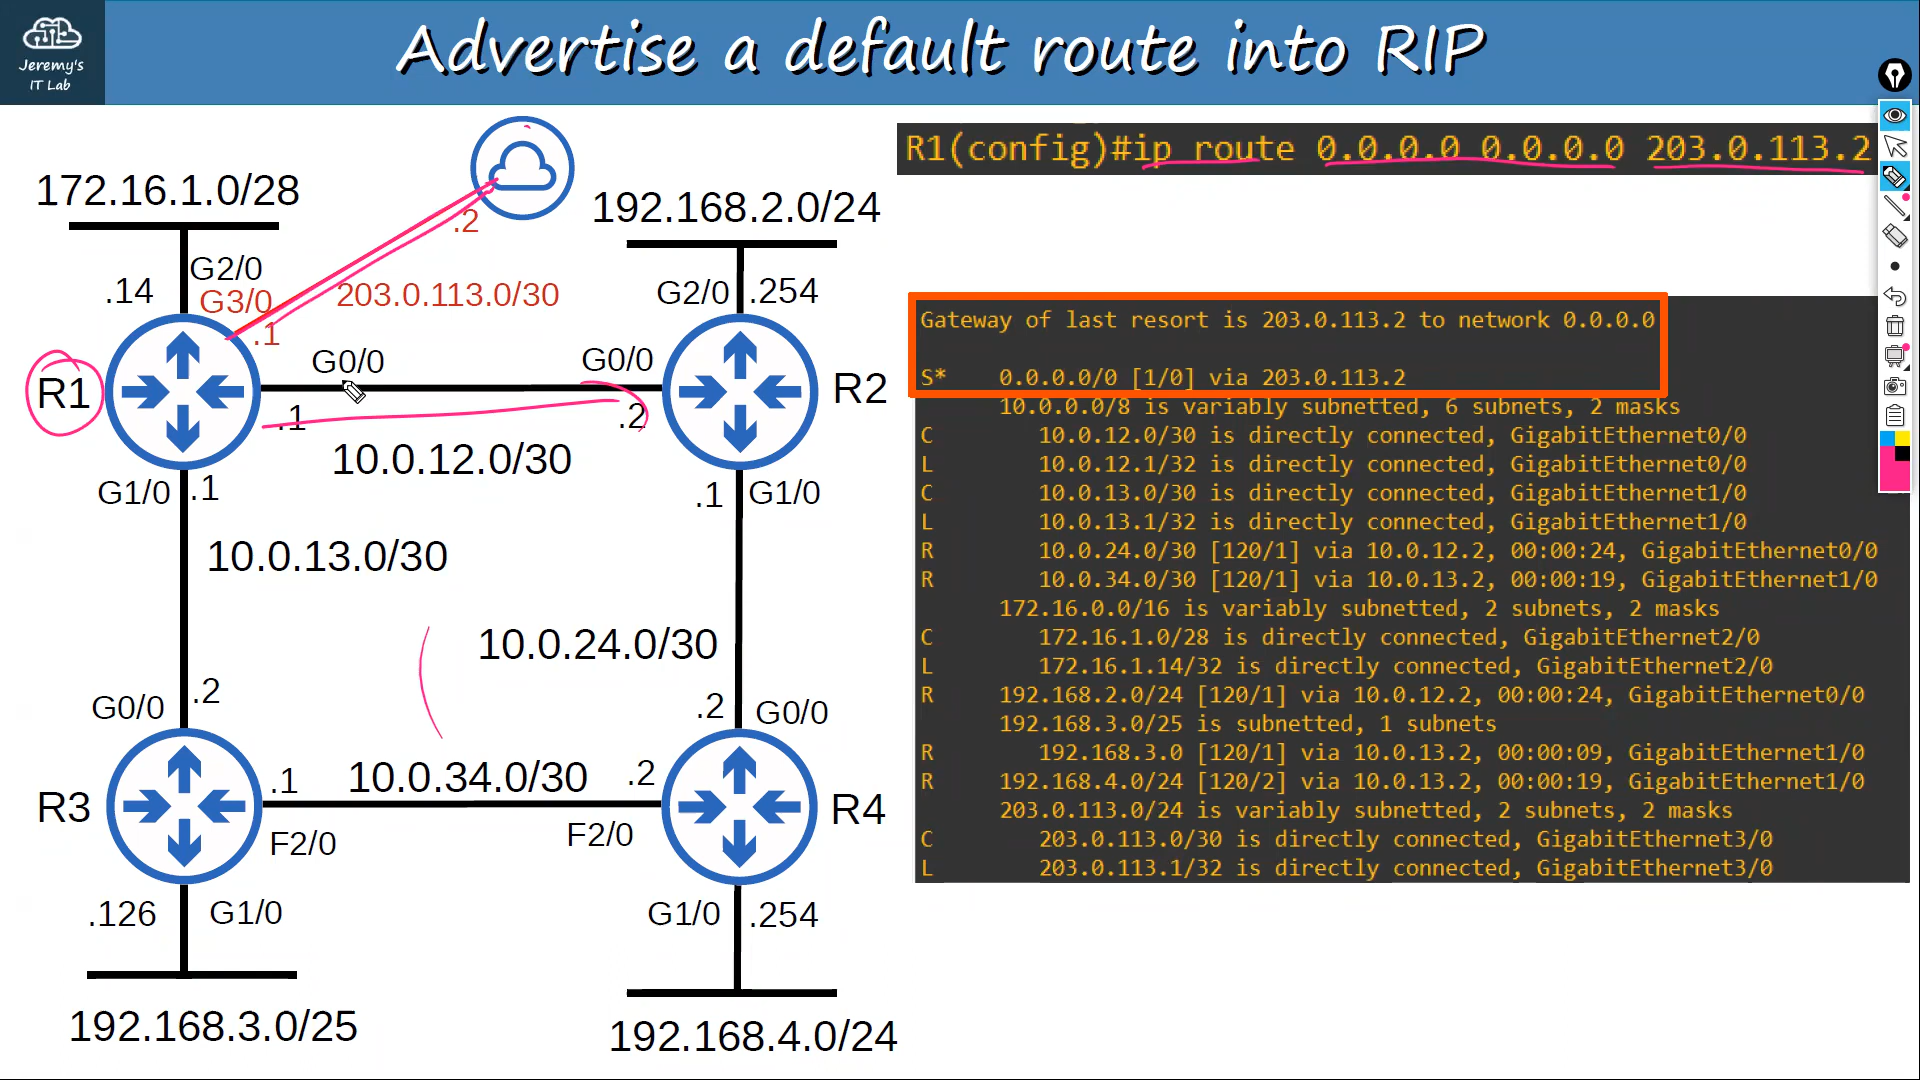 Jeremy's
IT Lab
Advertise a default route into RIP
R1(config)#ip route 0.0.0.0 0.0.0.0 203.0.113.2
172.16.1.0/28
192.168.2.0/24
.2
G2/0
.14
G3/0
203.0.113.0/30
G2/0
.254
.1
G0/0
G0/0
R1
R2
.1
.2
10.0.12.0/30
G1/0
.1
.1
G1/0
10.0.13.0/30
10.0.24.0/30
G0/0
.2
.2
G0/0
R3
.1
10.0.34.0/30
.2
R4
F2/0
F2/0
.126
G1/0
G1/0
.254
192.168.3.0/25
192.168.4.0/24
Gateway of last resort is 203.0.113.2 to network 0.0.0.0
S* 0.0.0.0/0 [1/0] via 203.0.113.2
10.0.0.0/8 is variably subnetted, 6 subnets, 2 masks
C 10.0.12.0/30 is directly connected, GigabitEthernet0/0
L 10.0.12.1/32 is directly connected, GigabitEthernet0/0
C 10.0.13.0/30 is directly connected, GigabitEthernet1/0
L 10.0.13.1/32 is directly connected, GigabitEthernet1/0
R 10.0.24.0/30 [120/1] via 10.0.12.2, 00:00:24, GigabitEthernet0/0
R 10.0.34.0/30 [120/1] via 10.0.13.2, 00:00:19, GigabitEthernet1/0
172.16.0.0/16 is variably subnetted, 2 subnets, 2 masks
C 172.16.1.0/28 is directly connected, GigabitEthernet2/0
L 172.16.1.14/32 is directly connected, GigabitEthernet2/0
R 192.168.2.0/24 [120/1] via 10.0.12.2, 00:00:24, GigabitEthernet0/0
192.168.3.0/25 is subnetted, 1 subnets
R 192.168.3.0 [120/1] via 10.0.13.2, 00:00:09, GigabitEthernet1/0
R 192.168.4.0/24 [120/2] via 10.0.13.2, 00:00:19, GigabitEthernet1/0
203.0.113.0/24 is variably subnetted, 2 subnets, 2 masks
C 203.0.113.0/30 is directly connected, GigabitEthernet3/0
L 203.0.113.1/32 is directly connected, GigabitEthernet3/0